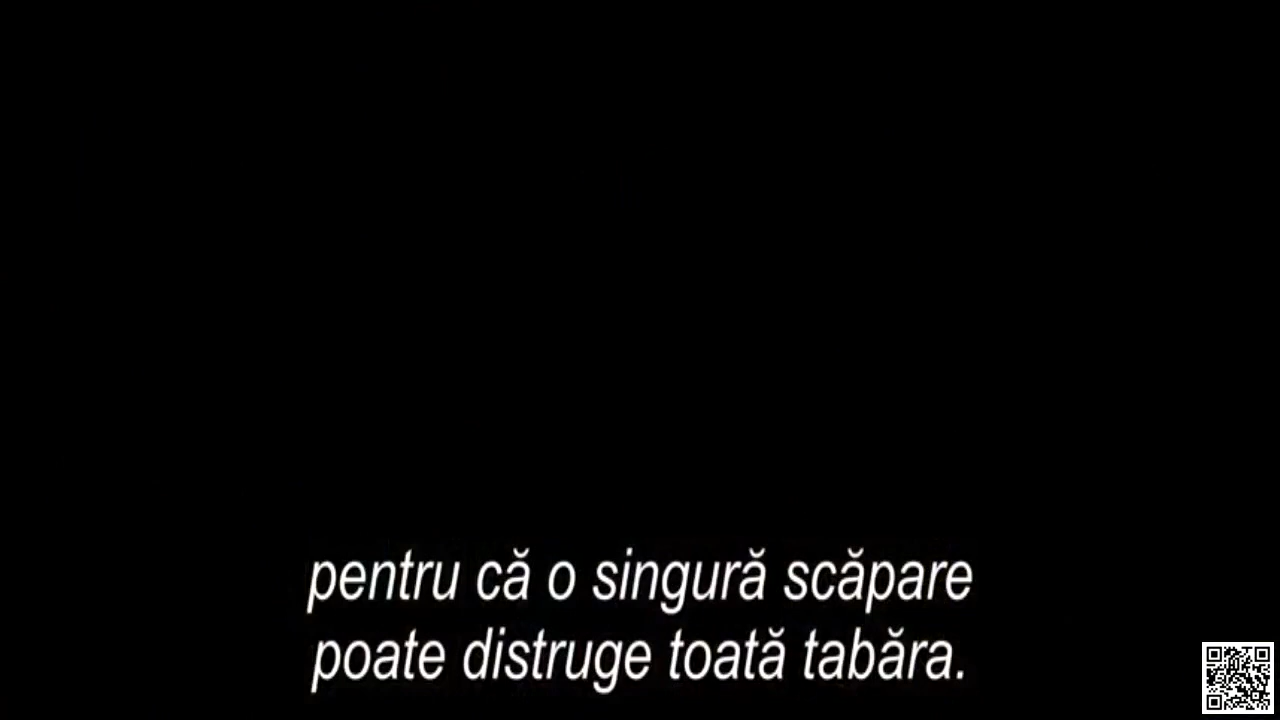 pentru că o singură scăpare
poate distruge toată tabăra.